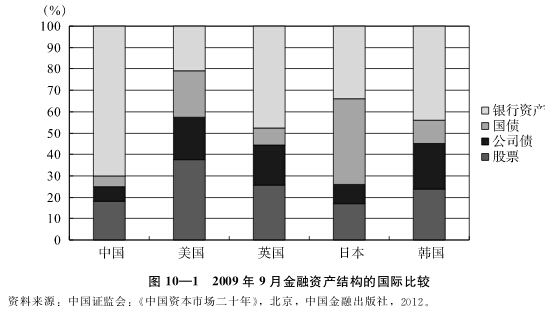 (%)
100
90
80
70
60
50
40
30
20
10
0
中国 美国 英国 日本 韩国
银行资产
国债
公司债
股票
图 10—1 2009 年 9 月金融资产结构的国际比较
资料来源：中国证监会：《中国资本市场二十年》，北京，中国金融出版社，2012。